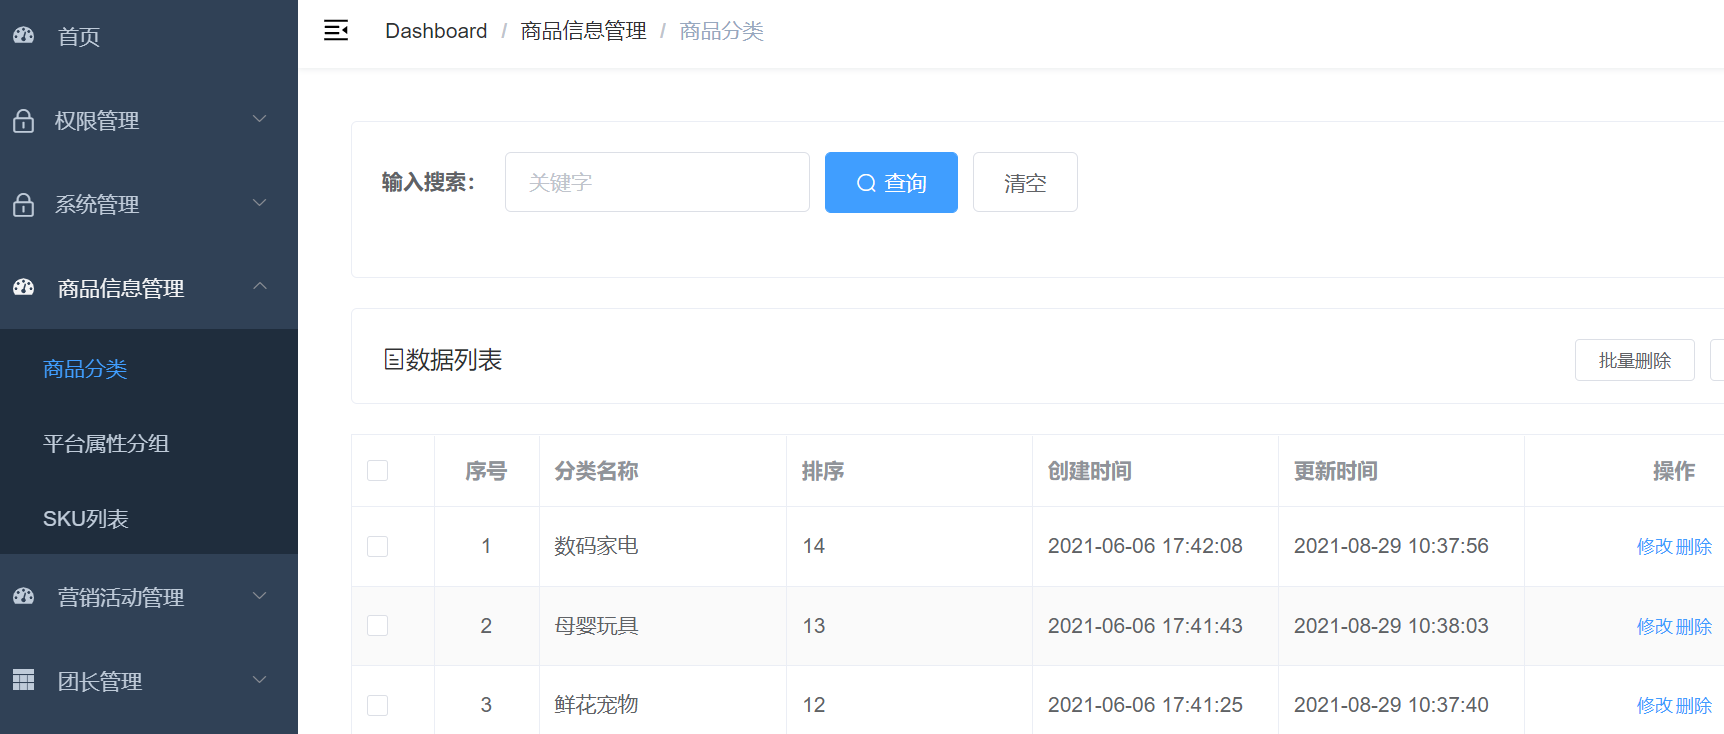 首页
权限管理
系统管理
商品信息管理
商品分类
平台属性分组
SKU列表
营销活动管理
团长管理
Dashboard / 商品信息管理 / 商品分类
输入搜索： 关键字 查询 清空
数据列表 批量删除
序号 分类名称 排序 创建时间 更新时间 操作
1 数码家电 14 2021-06-06 17:42:08 2021-08-29 10:37:56 修改 删除
2 母婴玩具 13 2021-06-06 17:41:43 2021-08-29 10:38:03 修改 删除
3 鲜花宠物 12 2021-06-06 17:41:25 2021-08-29 10:37:40 修改 删除